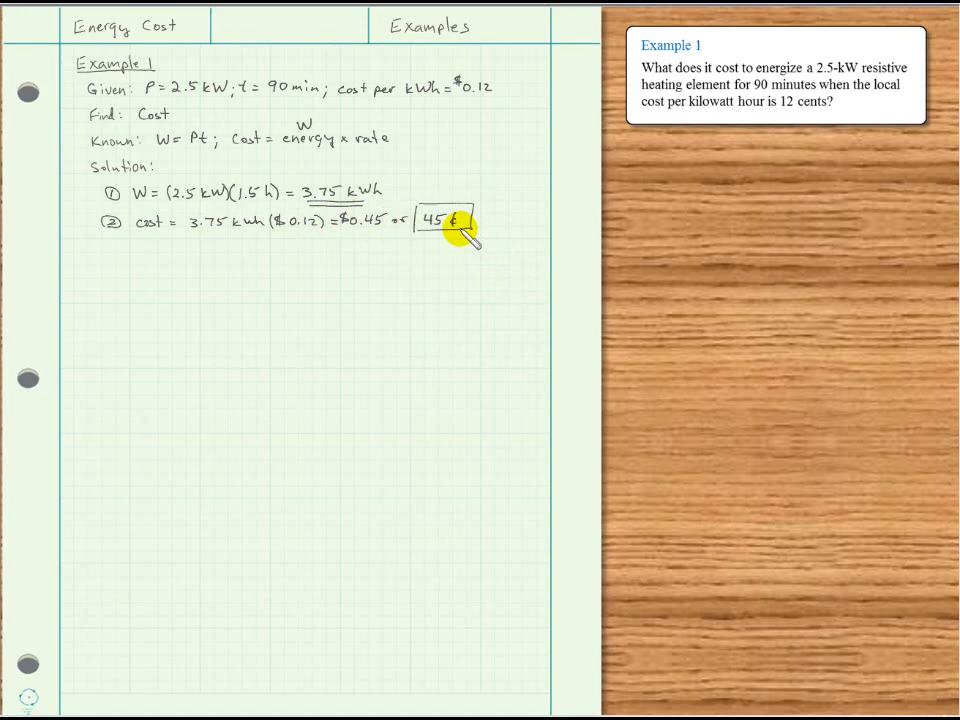 Energy Cost
Examples
Example 1
Given: P = 2.5 kW; t = 90 min; cost per kWh = $0.12
Find: Cost
W
Known: W = Pt; Cost = energy x rate
Solution:
① W = (2.5 kW)(1.5 h) = 3.75 kWh
② cost = 3.75 kWh ($0.12) = $0.45 or 45¢
Example 1
What does it cost to energize a 2.5-kW resistive
heating element for 90 minutes when the local
cost per kilowatt hour is 12 cents?